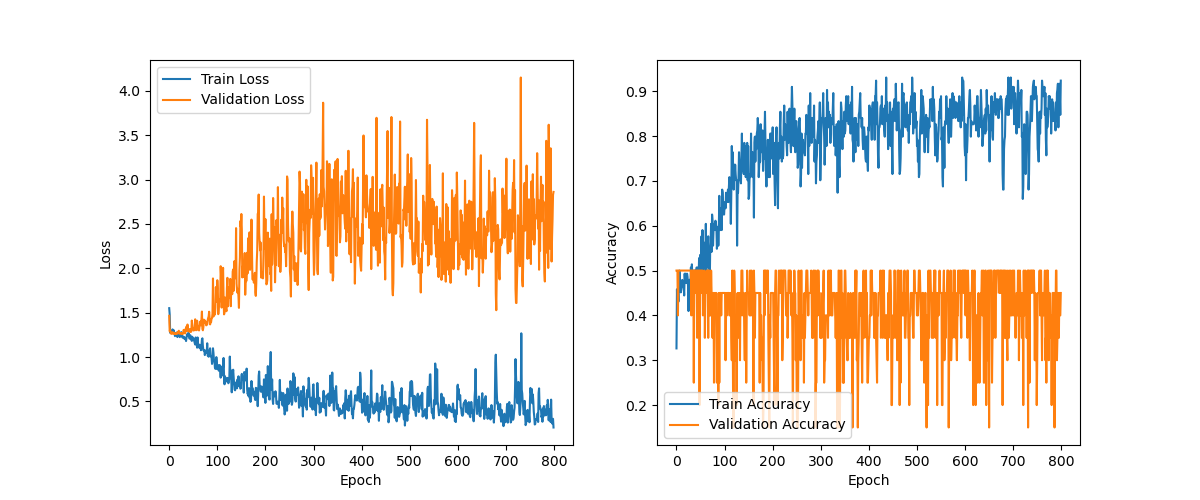 Train Loss
Validation Loss
4.0
3.5
3.0
2.5
2.0
1.5
1.0
0.5
Loss
0 100 200 300 400 500 600 700 800
Epoch
0.9
0.8
0.7
0.6
0.5
0.4
0.3
0.2
Accuracy
Train Accuracy
Validation Accuracy
0 100 200 300 400 500 600 700 800
Epoch